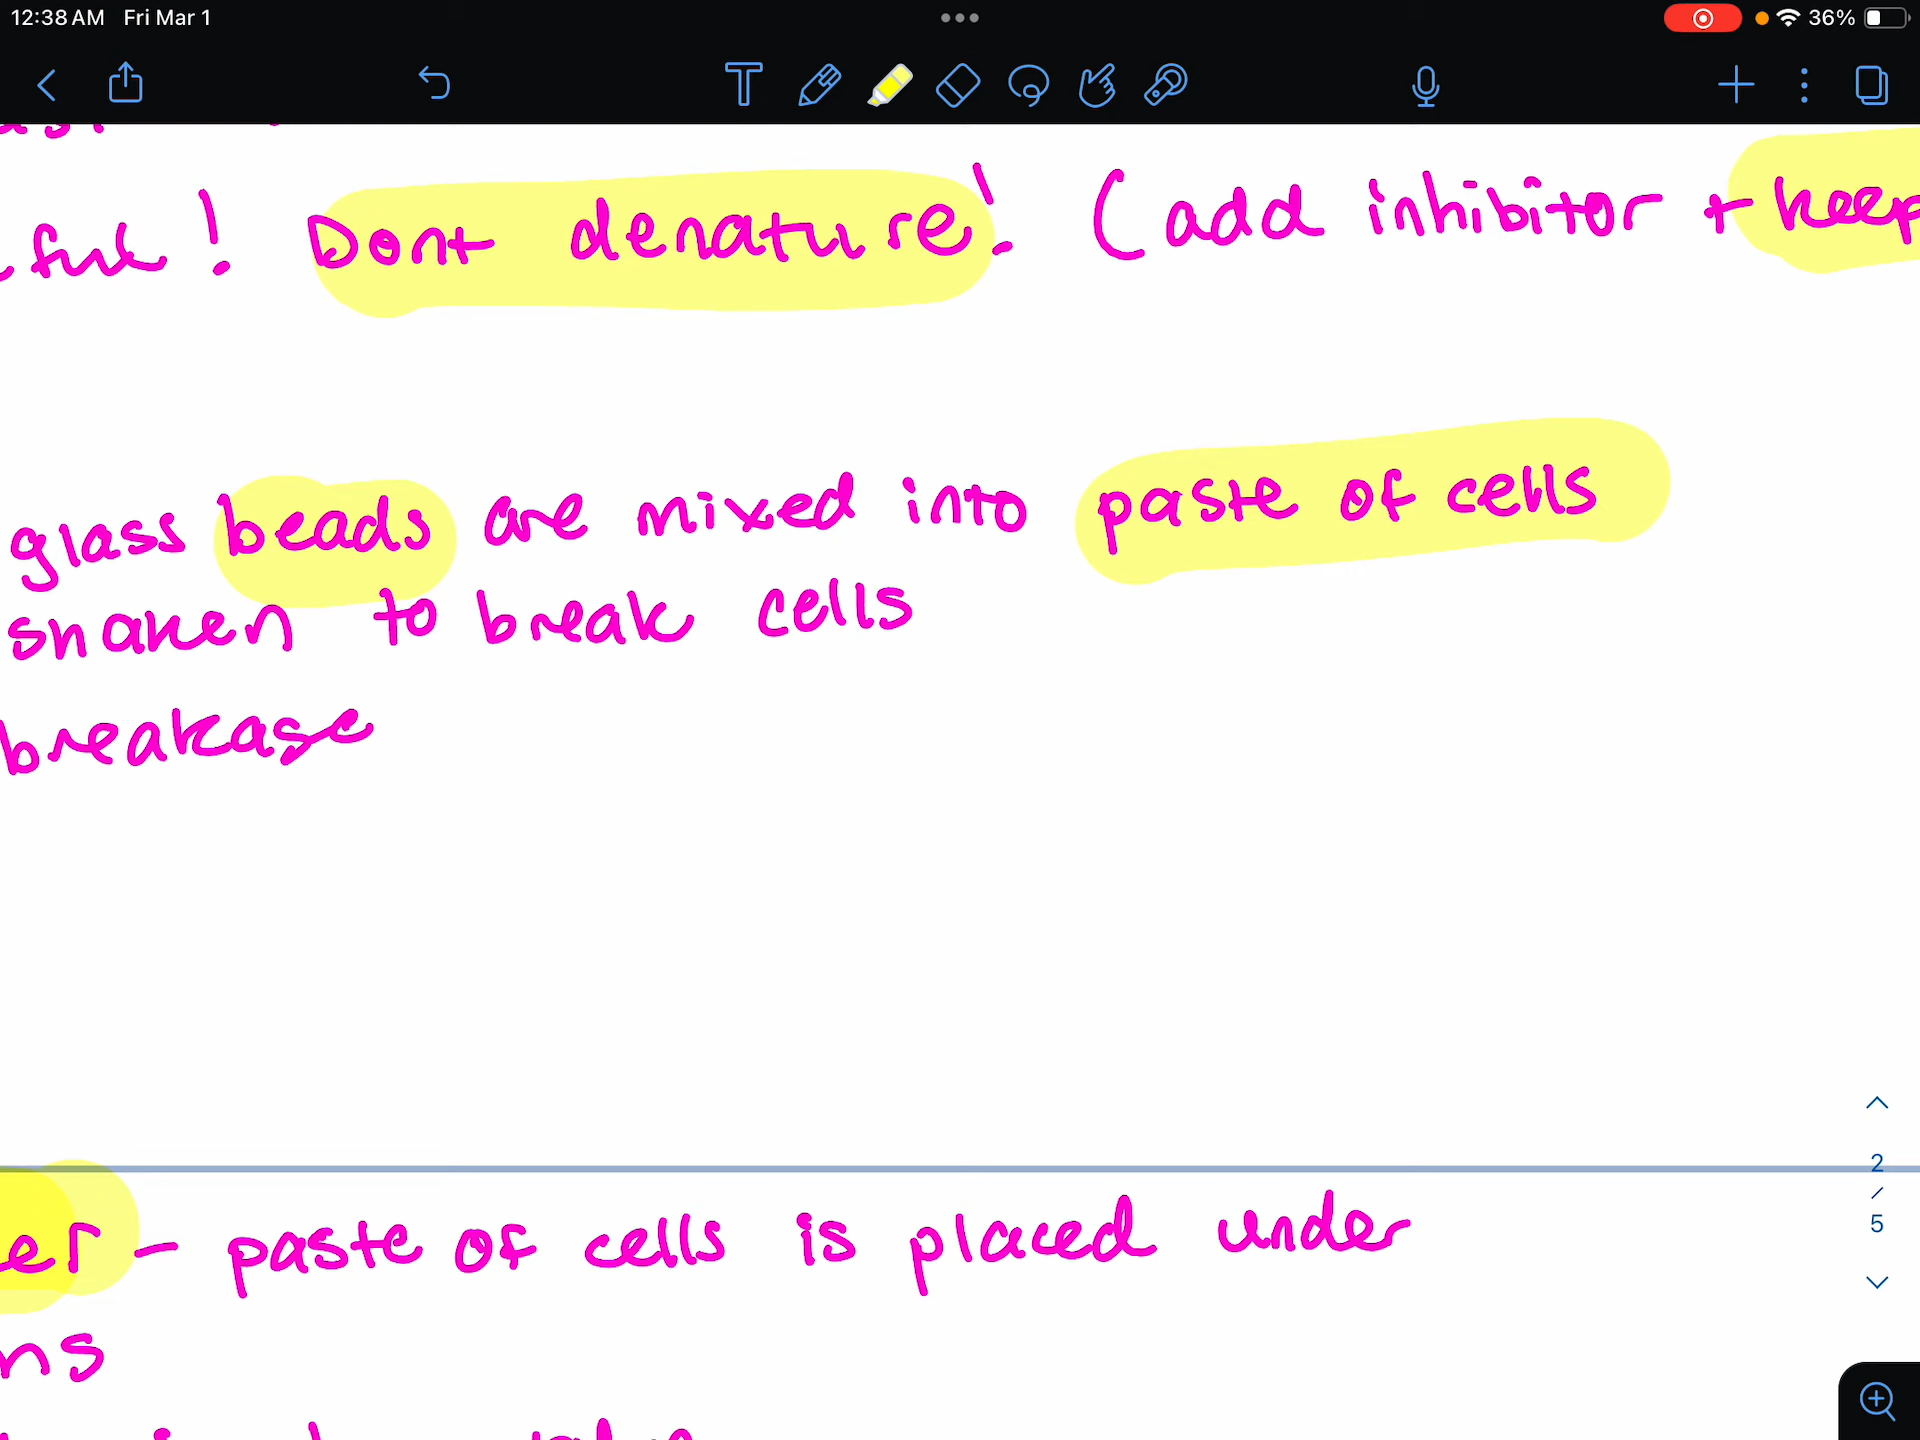 12:38 AM Fri Mar 1
36%
ful! Dont denature! (add inhibitor + keep
glass beads are mixed into paste of cells
shaken to break cells
breakage
2
/
5
er - paste of cells is placed under
ns